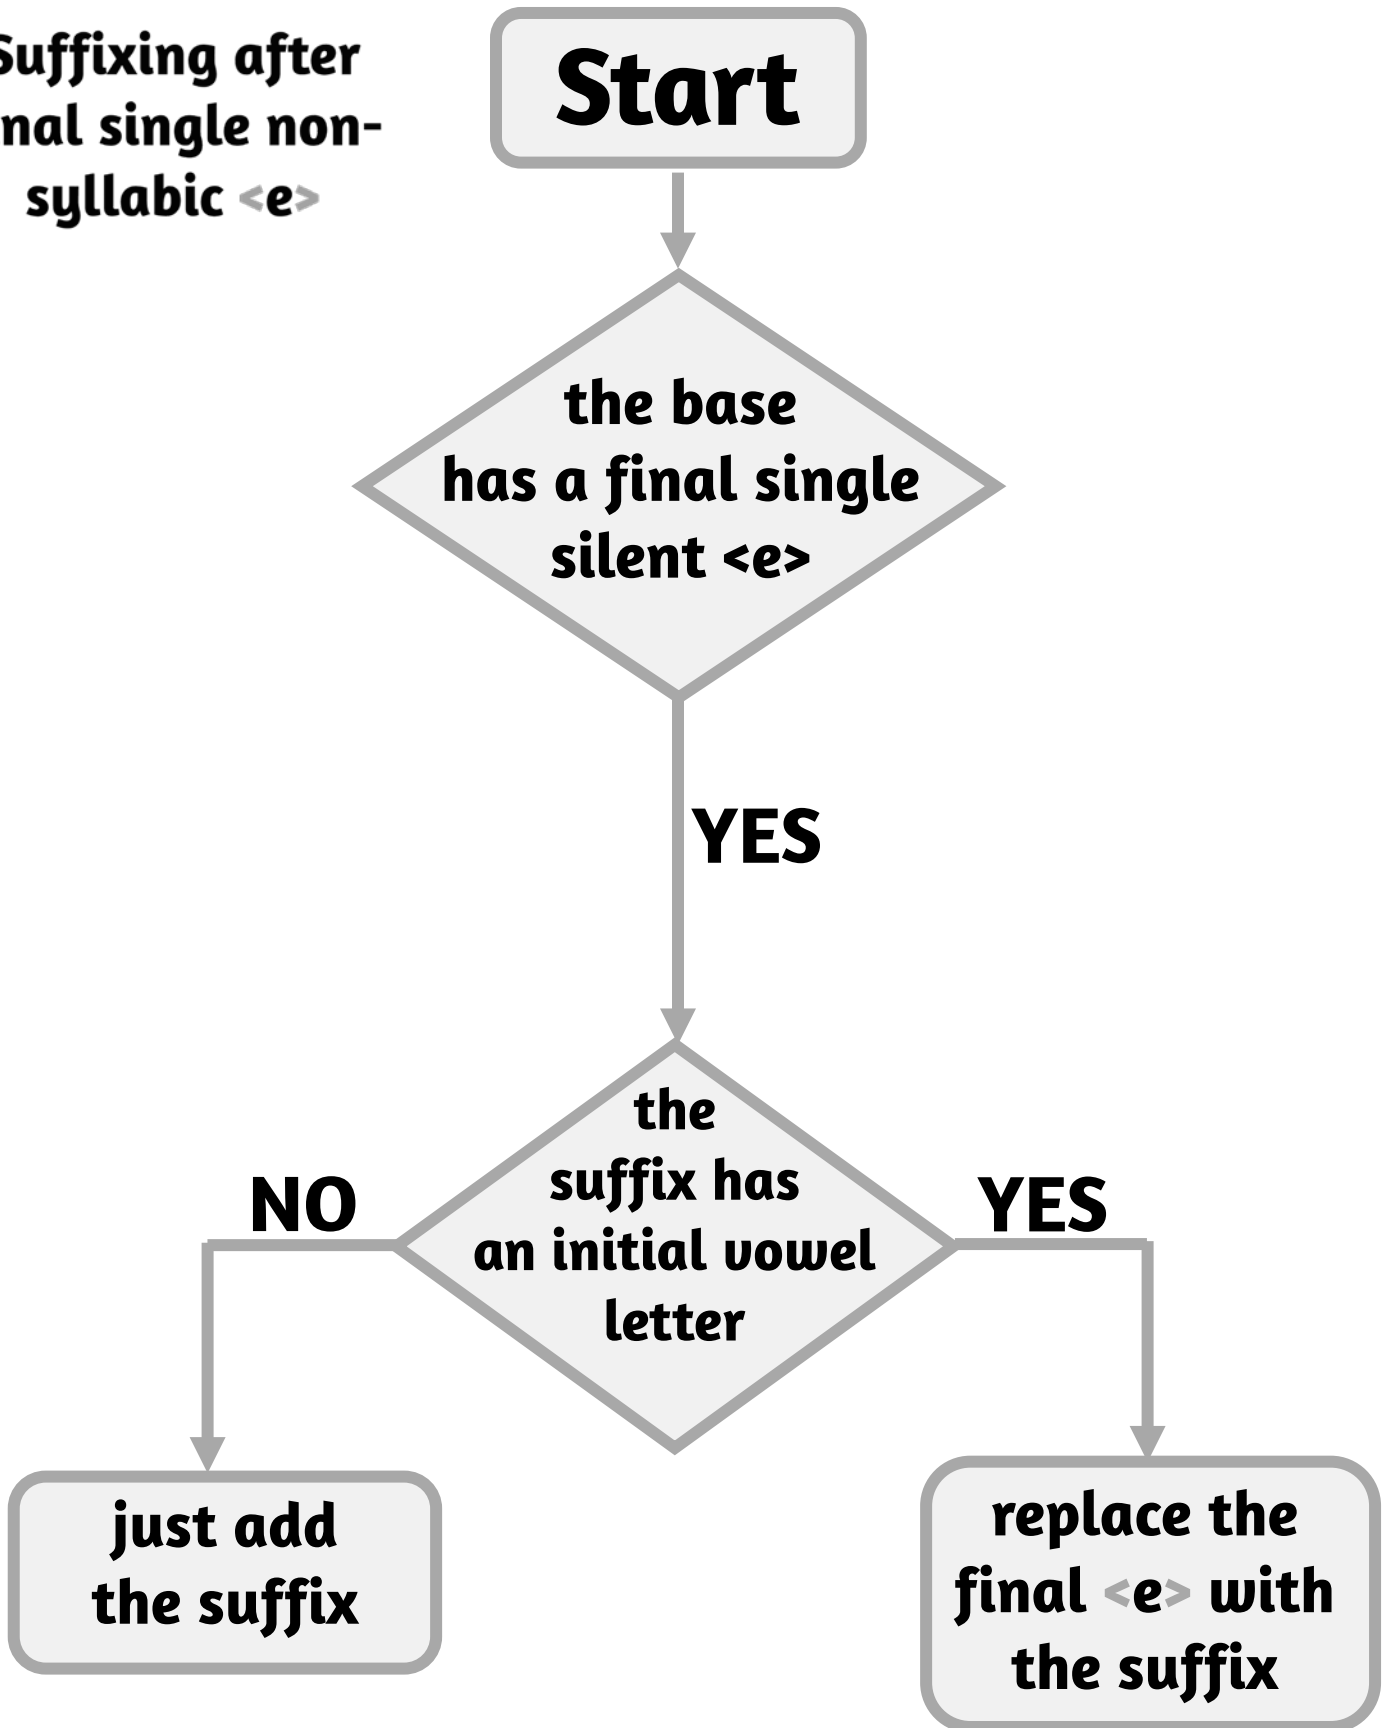 Suffixing after
nal single non-
syllabic <e>
Start
the base
has a final single
silent <e>
YES
the
suffix has
an initial vowel
letter
NO
YES
just add
the suffix
replace the
final <e> with
the suffix